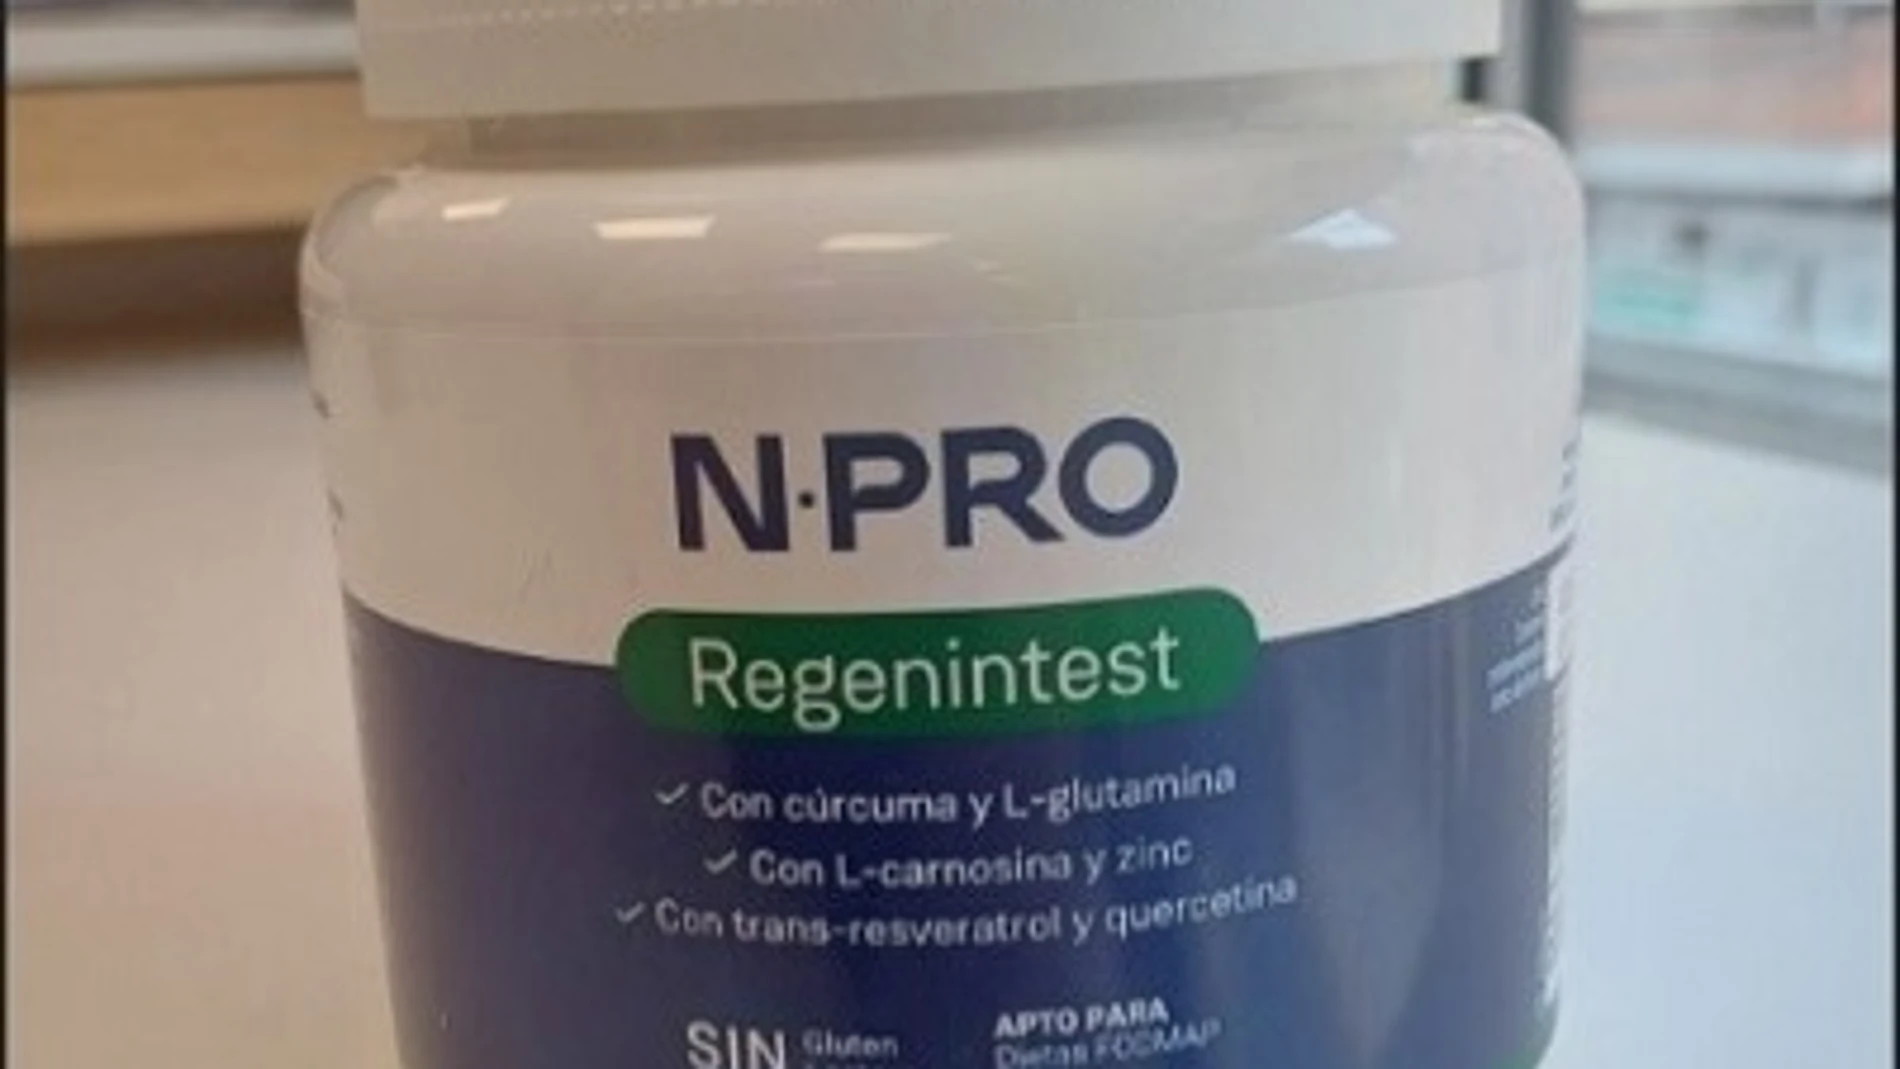 N·PRO
Regenintest
✓ Con cúrcuma y L-glutamina
✓ Con L-carnosina y zinc
✓ Con trans-resveratrol y quercetina
SIN Gluten
APTO PARA
Dietas FODMAP